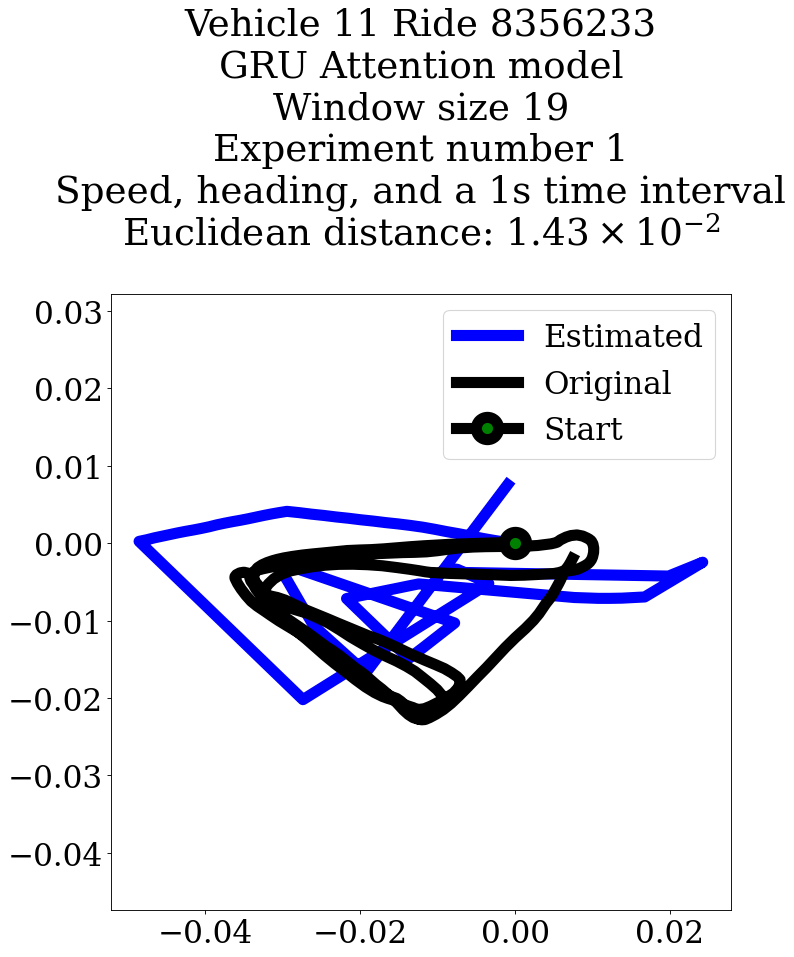 Vehicle 11 Ride 8356233
GRU Attention model
Window size 19
Experiment number 1
Speed, heading, and a 1s time interval
Euclidean distance: 1.43 × 10⁻²
Estimated
Original
Start
0.03
0.02
0.01
0.00
−0.01
−0.02
−0.03
−0.04
−0.04
−0.02
0.00
0.02